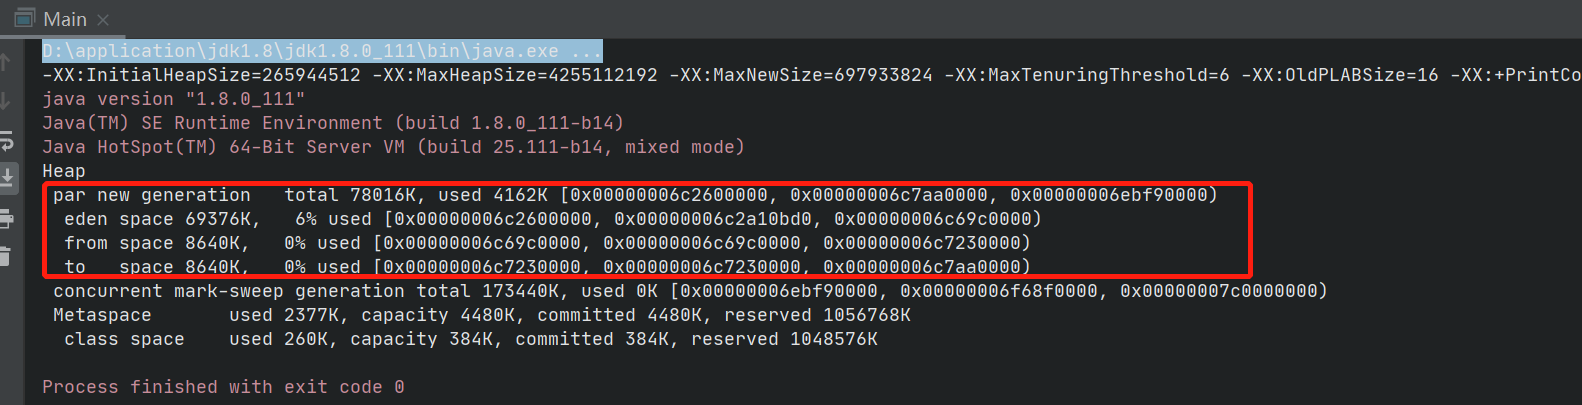 Main
D:\application\jdk1.8\jdk1.8.0_111\bin\java.exe ...
-XX:InitialHeapSize=265944512 -XX:MaxHeapSize=4255112192 -XX:MaxNewSize=697933824 -XX:MaxTenuringThreshold=6 -XX:OldPLABSize=16 -XX:+PrintCo
java version "1.8.0_111"
Java(TM) SE Runtime Environment (build 1.8.0_111-b14)
Java HotSpot(TM) 64-Bit Server VM (build 25.111-b14, mixed mode)
Heap
par new generation   total 78016K, used 4162K [0x00000006c2600000, 0x00000006c7aa0000, 0x00000006ebf90000)
eden space 69376K,   6% used [0x00000006c2600000, 0x00000006c2a10bd0, 0x00000006c69c0000)
from space 8640K,   0% used [0x00000006c69c0000, 0x00000006c69c0000, 0x00000006c7230000)
to   space 8640K,   0% used [0x00000006c7230000, 0x00000006c7230000, 0x00000006c7aa0000)
concurrent mark-sweep generation total 173440K, used 0K [0x00000006ebf90000, 0x00000006f68f0000, 0x00000007c0000000)
Metaspace       used 2377K, capacity 4480K, committed 4480K, reserved 1056768K
class space    used 260K, capacity 384K, committed 384K, reserved 1048576K
Process finished with exit code 0